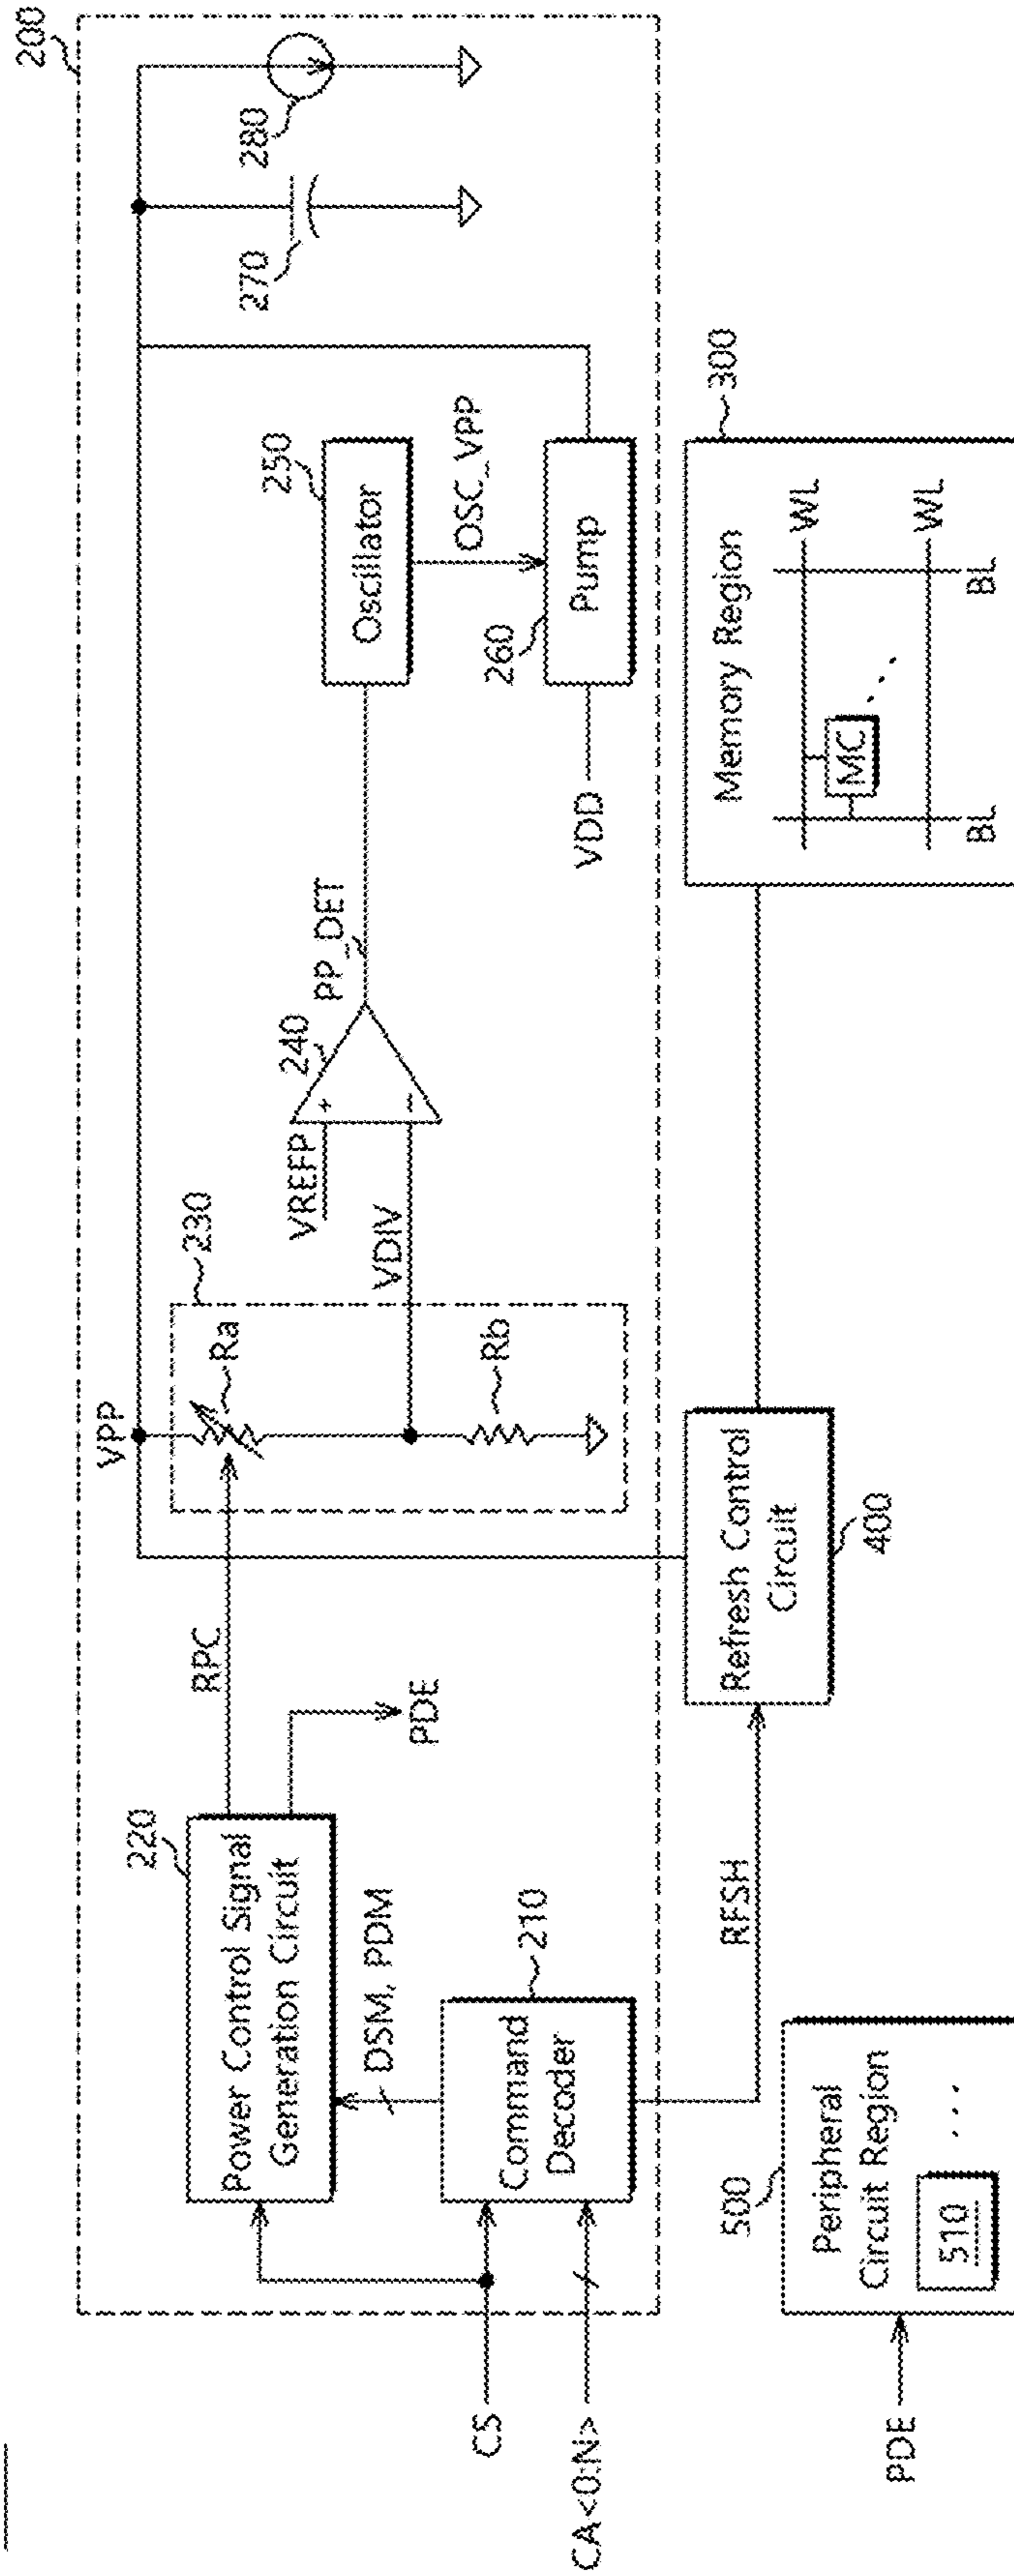 200
CS
CA<0:N>
220
Power Control Signal
Generation Circuit
DSM, PDM
Command
Decoder
210
RPC
PDE
VPP
230
Ra
Rb
VREFP
VDIV
240
+
−
PP_DET
250
Oscillator
OSC_VPP
260
Pump
VDD
270
280
RFSH
Refresh Control
Circuit
400
300
Memory Region
WL
MC
WL
BL
BL
500
Peripheral
Circuit Region
510
...
PDE